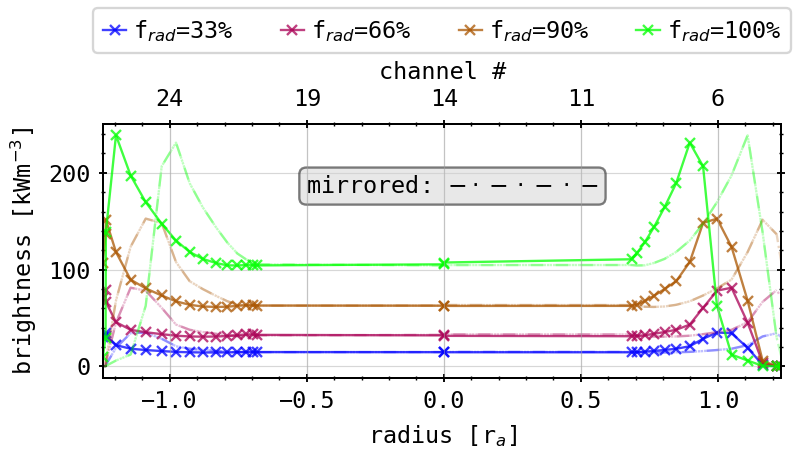 f_rad=33% f_rad=66% f_rad=90% f_rad=100%
channel #
24 19 14 11 6
mirrored:
brightness [kWm⁻³]
200
100
0
−1.0 −0.5 0.0 0.5 1.0
radius [r_a]